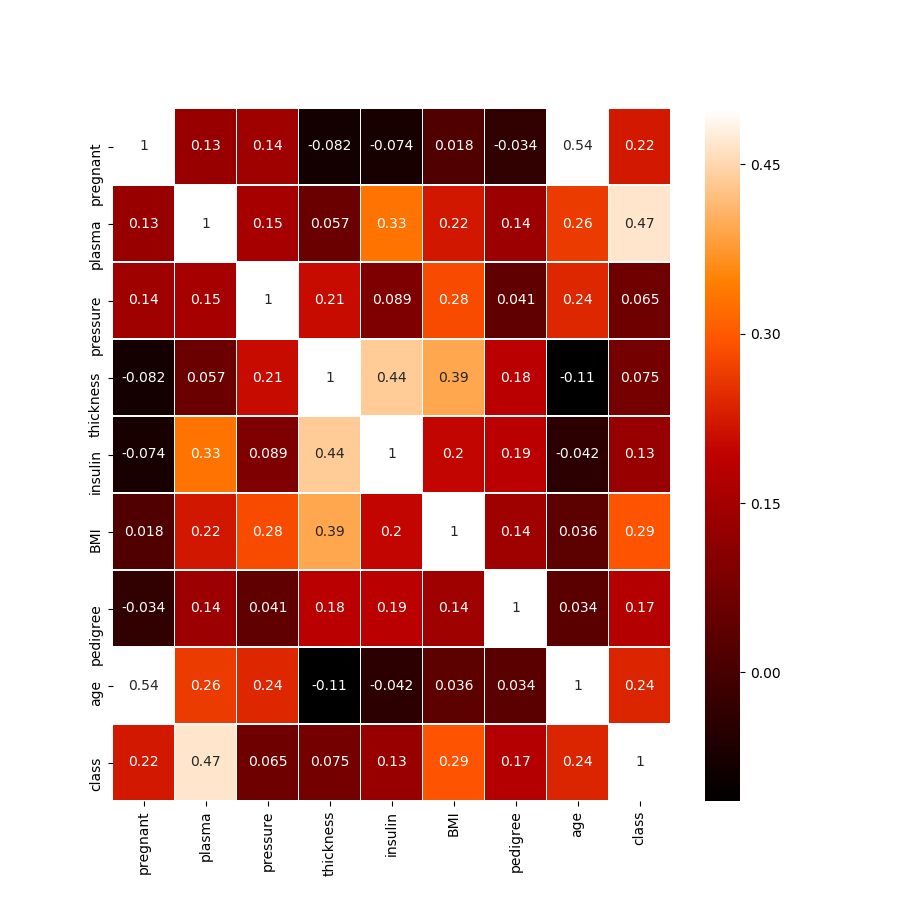 pregnant 1 0.13 0.14 -0.082 -0.074 0.018 -0.034 0.54 0.22
plasma 0.13 1 0.15 0.057 0.33 0.22 0.14 0.26 0.47
pressure 0.14 0.15 1 0.21 0.089 0.28 0.041 0.24 0.065
thickness -0.082 0.057 0.21 1 0.44 0.39 0.18 -0.11 0.075
insulin -0.074 0.33 0.089 0.44 1 0.2 0.19 -0.042 0.13
BMI 0.018 0.22 0.28 0.39 0.2 1 0.14 0.036 0.29
pedigree -0.034 0.14 0.041 0.18 0.19 0.14 1 0.034 0.17
age 0.54 0.26 0.24 -0.11 -0.042 0.036 0.034 1 0.24
class 0.22 0.47 0.065 0.075 0.13 0.29 0.17 0.24 1
pregnant plasma pressure thickness insulin BMI pedigree age class
0.45
0.30
0.15
0.00